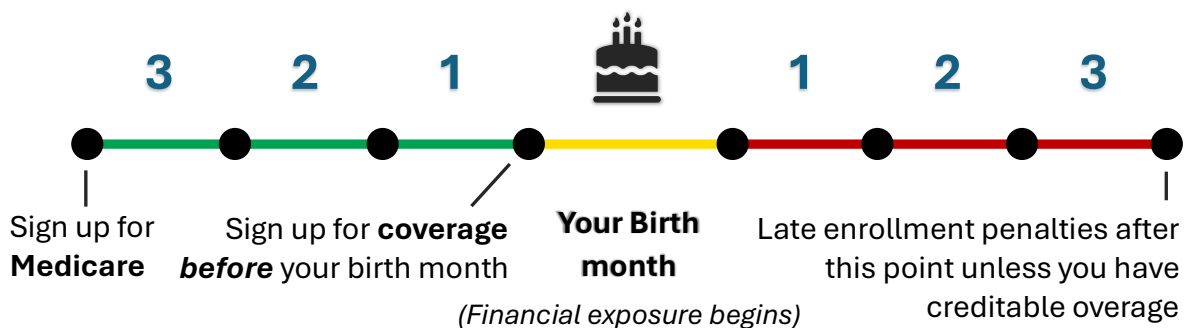 3 2 1 1 2 3
Sign up for
Medicare
Sign up for coverage
before your birth month
Your Birth
month
(Financial exposure begins)
Late enrollment penalties after
this point unless you have
creditable overage